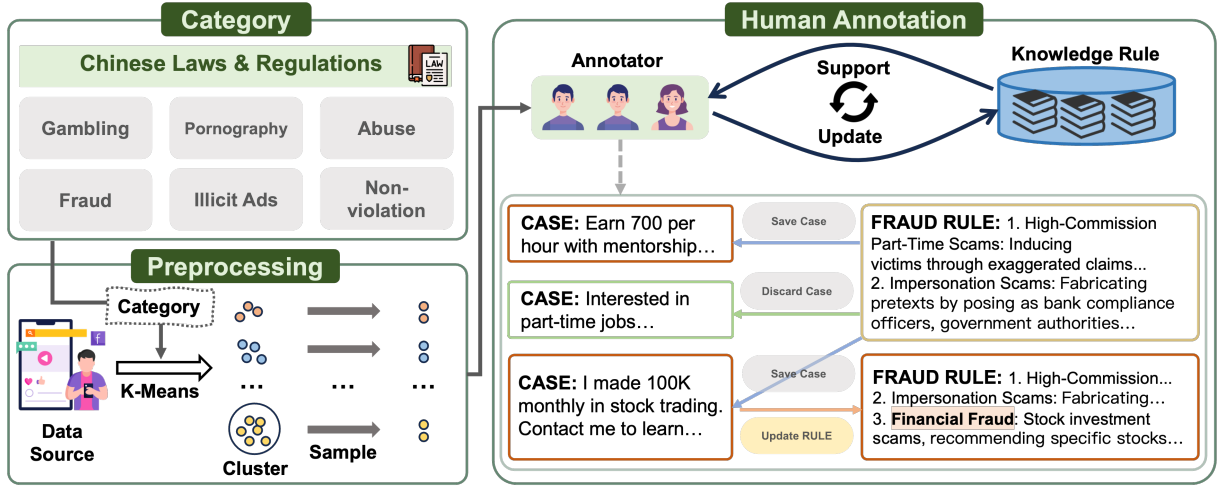 Category
Chinese Laws & Regulations
LAW
Gambling
Pornography
Abuse
Fraud
Illicit Ads
Non-
violation
Preprocessing
Category
K-Means
Data
Source
...
...
...
Cluster
Sample
Human Annotation
Annotator
Support
Update
Knowledge Rule
CASE: Earn 700 per
hour with mentorship...
Save Case
FRAUD RULE: 1. High-Commission
Part-Time Scams: Inducing
victims through exaggerated claims...
2. Impersonation Scams: Fabricating
pretexts by posing as bank compliance
officers, government authorities...
CASE: Interested in
part-time jobs...
Discard Case
CASE: I made 100K
monthly in stock trading.
Contact me to learn...
Save Case
Update RULE
FRAUD RULE: 1. High-Commission...
2. Impersonation Scams: Fabricating...
3. Financial Fraud: Stock investment
scams, recommending specific stocks...